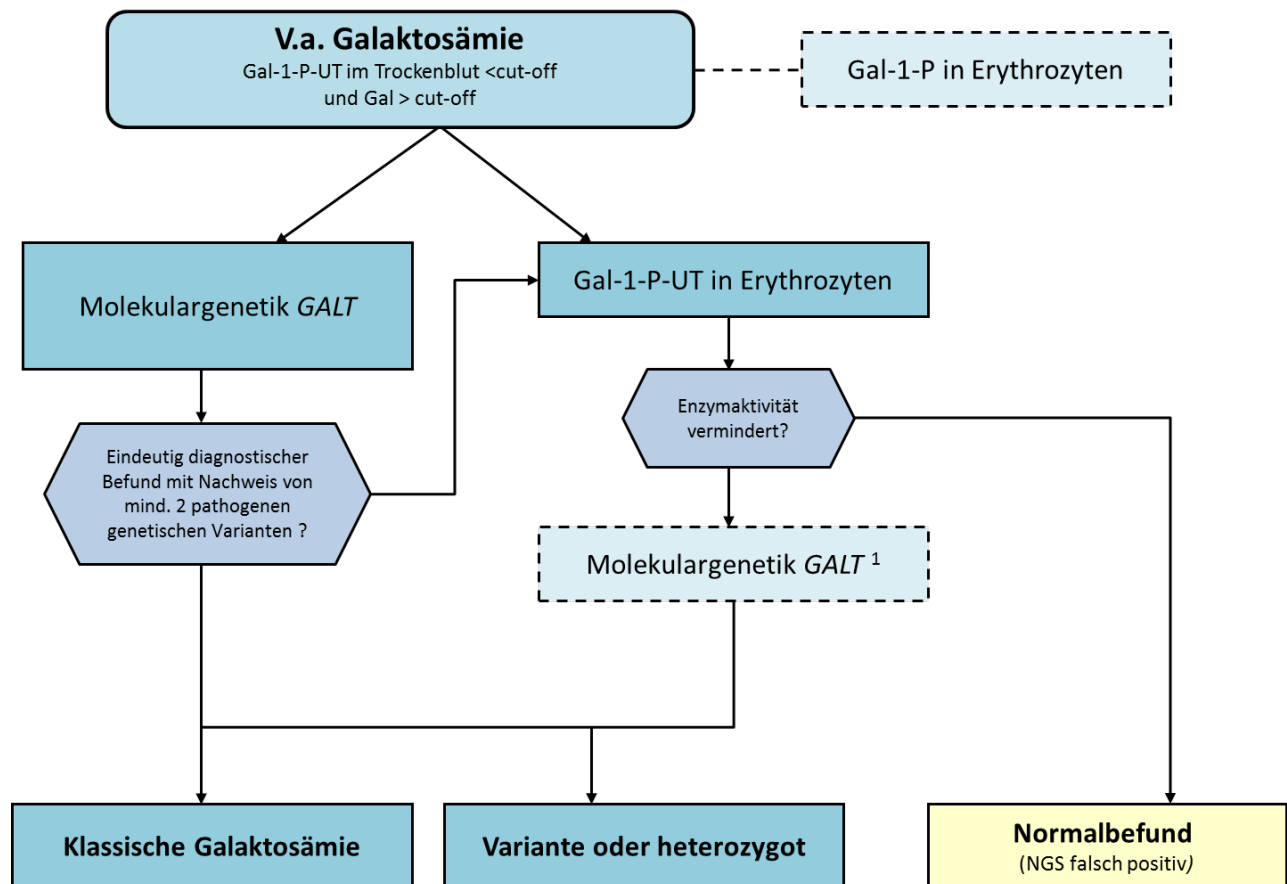 V.a. Galaktosämie
Gal-1-P-UT im Trockenblut <cut-off
und Gal > cut-off
Gal-1-P in Erythrozyten
Molekulargenetik GALT
Gal-1-P-UT in Erythrozyten
Enzymaktivität
vermindert?
Eindeutig diagnostischer
Befund mit Nachweis von
mind. 2 pathogenen
genetischen Varianten ?
Molekulargenetik GALT ¹
Klassische Galaktosämie
Variante oder heterozygot
Normalbefund
(NGS falsch positiv)